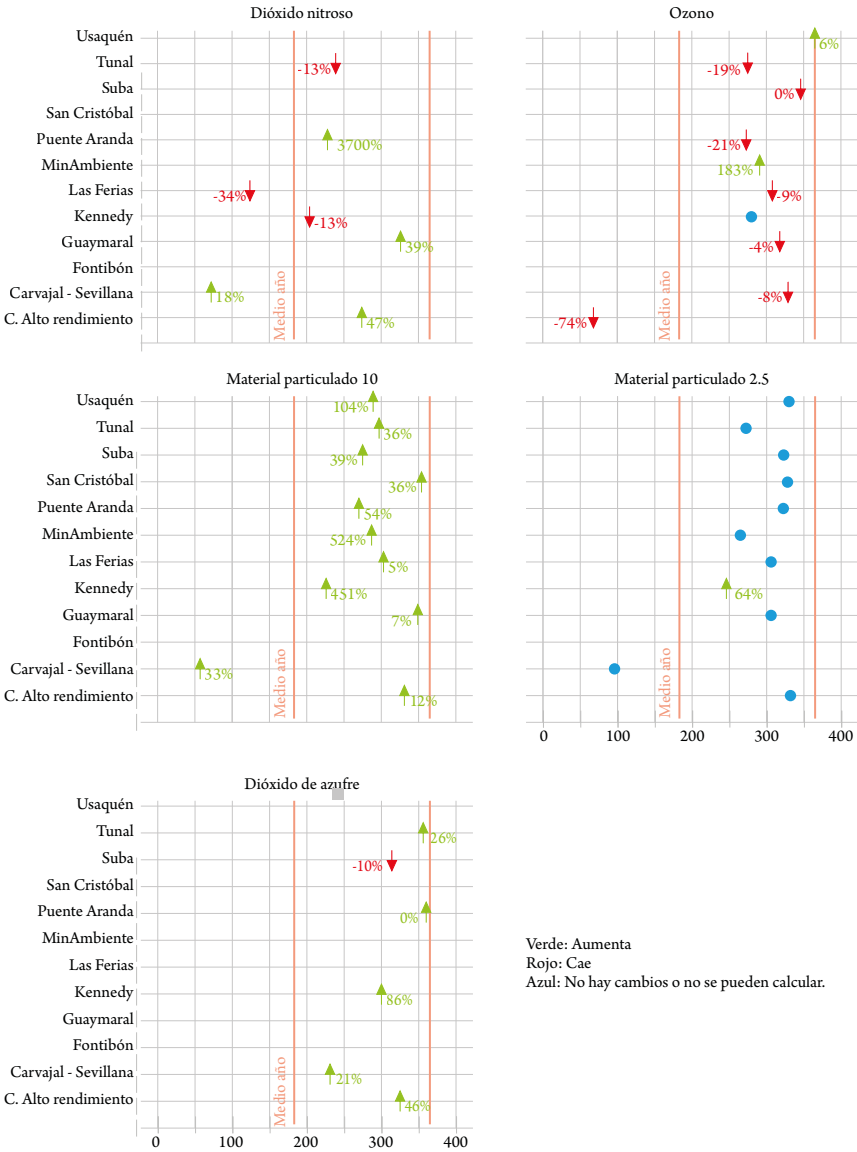 Dióxido nitroso
Usaquén
Tunal
Suba
San Cristóbal
Puente Aranda
MinAmbiente
Las Ferias
Kennedy
Guaymaral
Fontibón
Carvajal - Sevillana
C. Alto rendimiento
-13%
3700%
-34%
-13%
39%
18%
47%
Medio año
Ozono
6%
-19%
0%
-21%
183%
-9%
-4%
-8%
-74%
Medio año
Material particulado 10
Usaquén
Tunal
Suba
San Cristóbal
Puente Aranda
MinAmbiente
Las Ferias
Kennedy
Guaymaral
Fontibón
Carvajal - Sevillana
C. Alto rendimiento
104%
36%
39%
36%
54%
524%
5%
451%
7%
33%
12%
Medio año
Material particulado 2.5
64%
Medio año
0 100 200 300 400
Dióxido de azufre
Usaquén
Tunal
Suba
San Cristóbal
Puente Aranda
MinAmbiente
Las Ferias
Kennedy
Guaymaral
Fontibón
Carvajal - Sevillana
C. Alto rendimiento
26%
-10%
0%
86%
21%
46%
Medio año
0 100 200 300 400
Verde: Aumenta
Rojo: Cae
Azul: No hay cambios o no se pueden calcular.